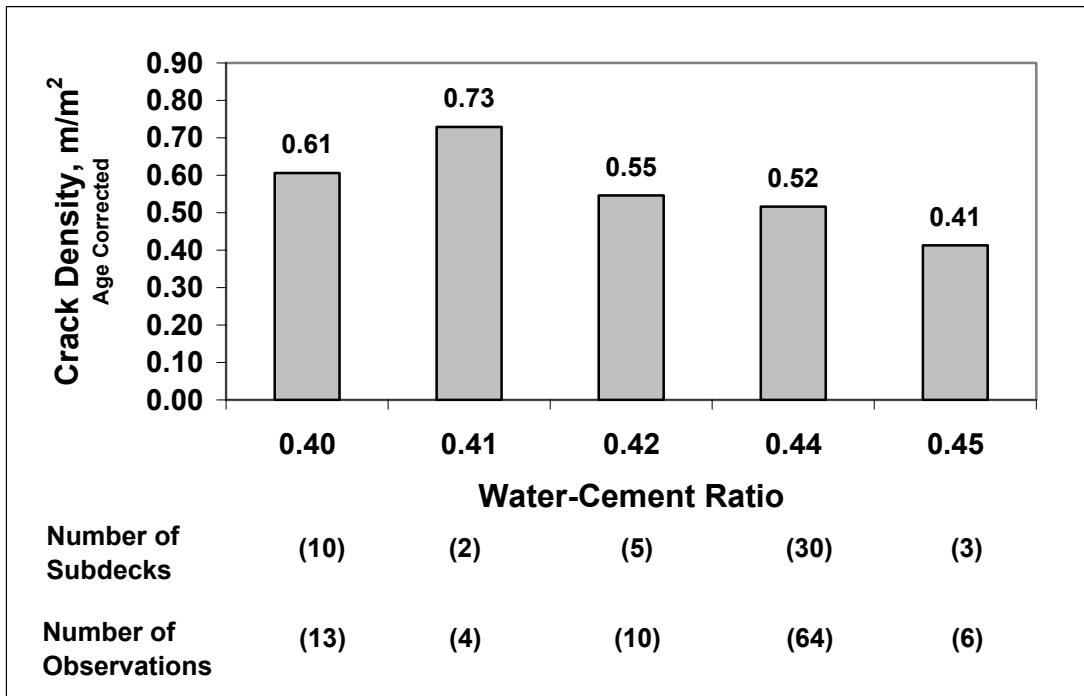 Crack Density, m/m²
Age Corrected
0.90
0.80
0.70
0.60
0.50
0.40
0.30
0.20
0.10
0.00
0.61
0.73
0.55
0.52
0.41
0.40 0.41 0.42 0.44 0.45
Water-Cement Ratio
Number of
Subdecks
(10) (2) (5) (30) (3)
Number of
Observations
(13) (4) (10) (64) (6)